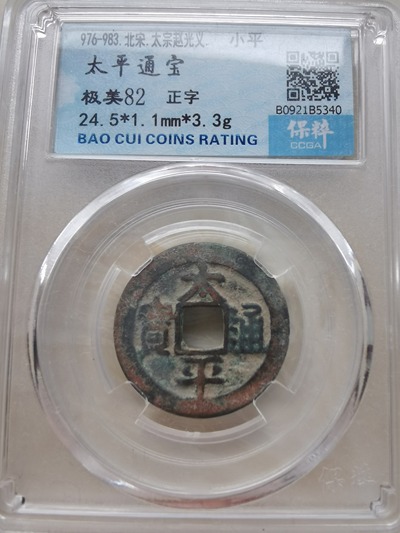 976-983.北宋.太宗赵光义. 小平
太平通宝
极美82 正字
B0921B5340
24.5*1.1mm*3.3g
保粹
CCGA
BAO CUI COINS RATING
太
寳 通
平